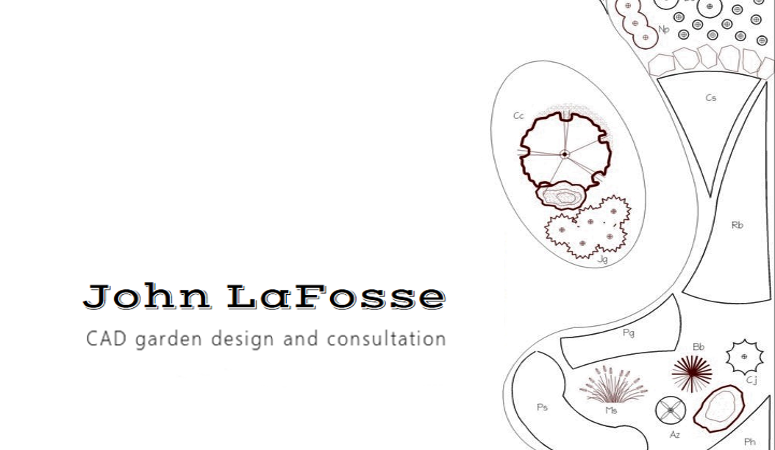 Np
Cs
Cc
Rb
Jg
John LaFosse
CAD garden design and consultation
Pg
Bb
Cj
Ps
Ms
Az
Ph